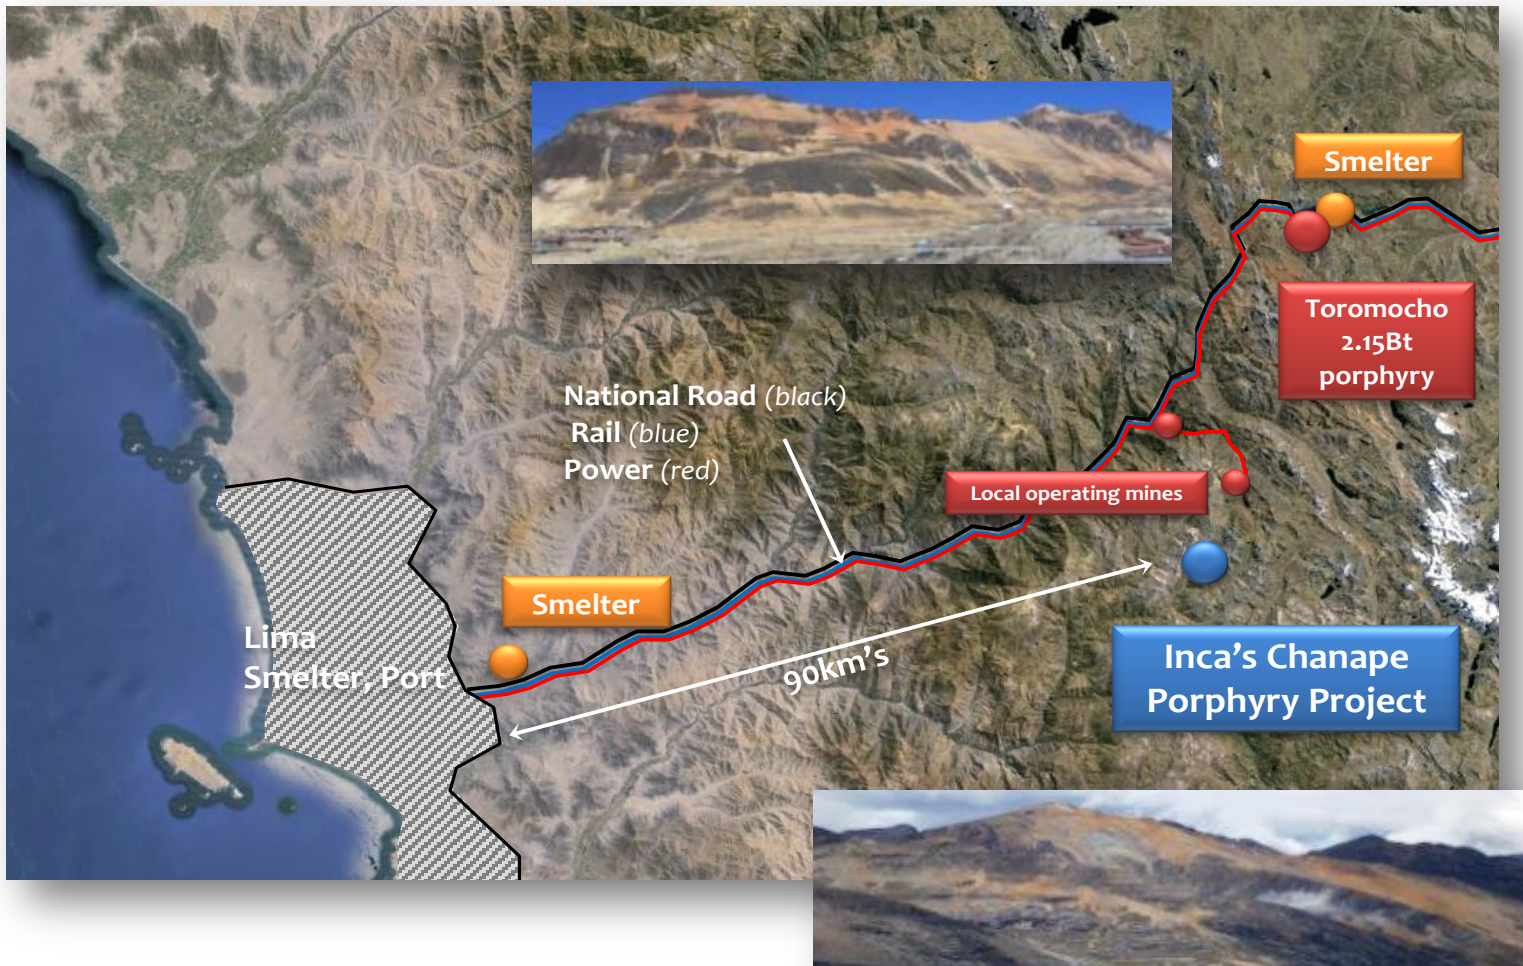 Smelter
Toromocho
2.15Bt
porphyry
National Road (black)
Rail (blue)
Power (red)
Local operating mines
Smelter
Lima
Smelter, Port
90km's
Inca's Chanape
Porphyry Project